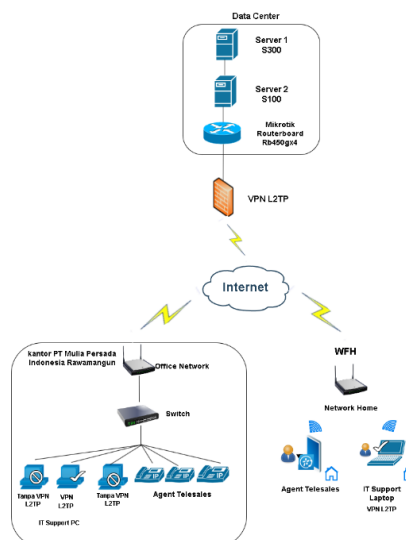 Data Center
Server 1
S300
Server 2
S100
Mikrotik
Routerboard
Rb450gx4
VPN L2TP
Internet
kantor PT Mulia Persada
Indonesia Rawamangun
Office Network
Switch
Tanpa VPN
L2TP
VPN
L2TP
Tanpa VPN
L2TP
Agent Telesales
IT Support PC
WFH
Network Home
Agent Telesales
IT Support
Laptop
VPN L2TP